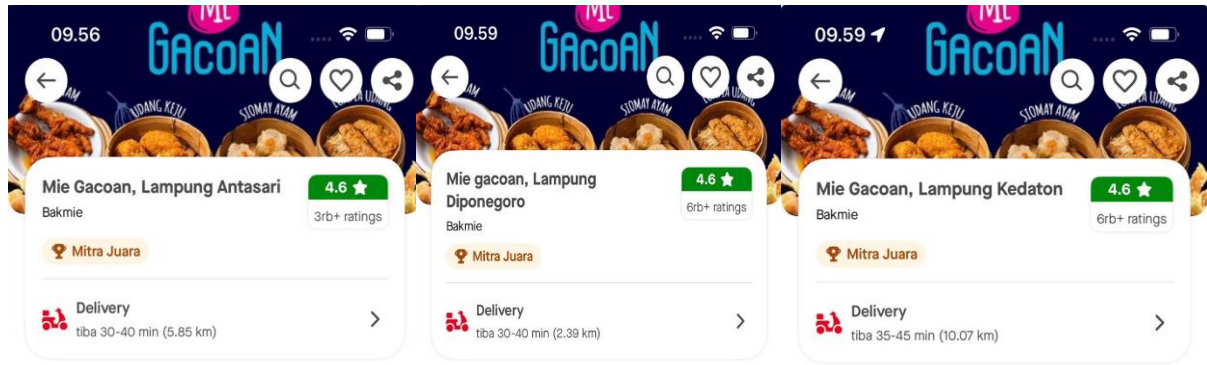 09.56
Mie
GACOAN
UDANG KEJU
SIOMAY AYAM
Mie Gacoan, Lampung Antasari
4.6
Bakmie
3rb+ ratings
Mitra Juara
Delivery
tiba 30-40 min (5.85 km)
09.59
GACOAN
UDANG KEJU
SIOMAY AYAM
Mie gacoan, Lampung
Diponegoro
4.6
6rb+ ratings
Bakmie
Mitra Juara
Delivery
tiba 30-40 min (2.39 km)
09.59
GACOAN
UDANG KEJU
SIOMAY AYAM
Mie Gacoan, Lampung Kedaton
4.6
Bakmie
6rb+ ratings
Mitra Juara
Delivery
tiba 35-45 min (10.07 km)